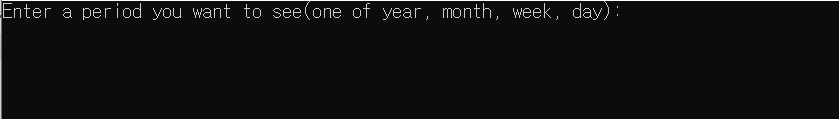 Enter a period you want to see(one of year, month, week, day):